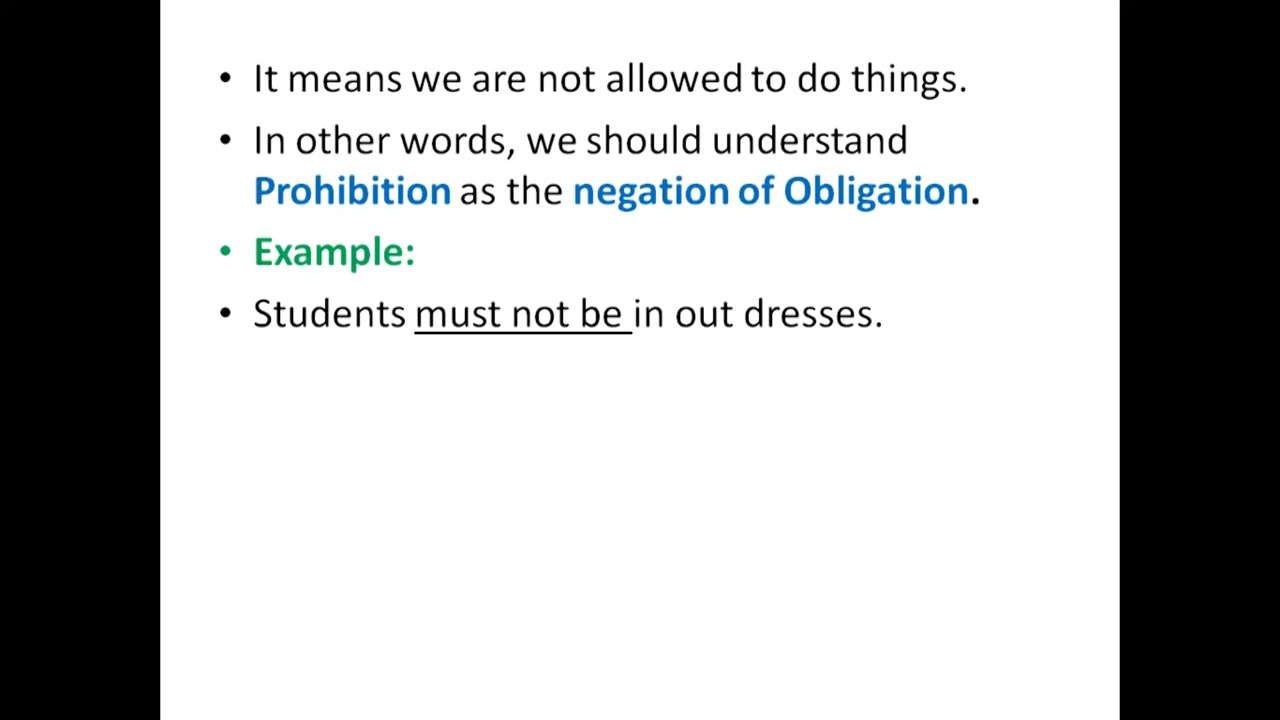 • It means we are not allowed to do things.
• In other words, we should understand
Prohibition as the negation of Obligation.
• Example:
• Students must not be in out dresses.